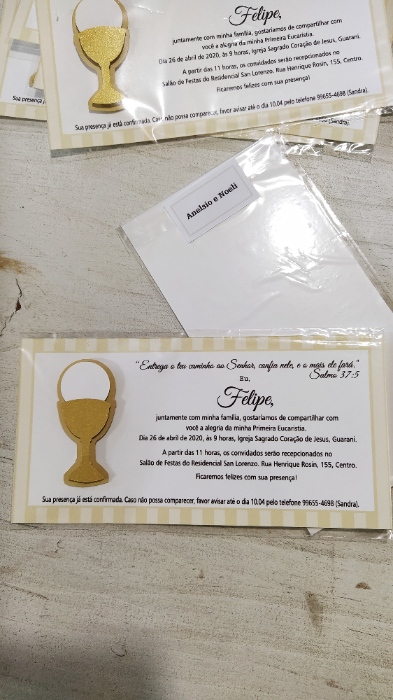 Felipe,
juntamente com minha família, gostaríamos de compartilhar com
você a alegria da minha Primeira Eucaristia.
Dia 26 de abril de 2020, às 9 horas, Igreja Sagrado Coração de Jesus, Guarani.
A partir das 11 horas, os convidados serão recepcionados no
Salão de Festas do Residencial San Lorenzo. Rua Henrique Rosin, 155, Centro.
Ficaremos felizes com sua presença!
Sua presença já está confirmada. Caso não possa comparecer, favor avisar até o dia 10.04 pelo telefone 99655-4698 (Sandra).
Sua presença já
(Sandra).
Anelsio e Noeli
"Entrega o teu caminho ao Senhor, confia nele, e o mais ele fará."
Salmo 37:5
Eu,
Felipe,
juntamente com minha família, gostaríamos de compartilhar com
você a alegria da minha Primeira Eucaristia.
Dia 26 de abril de 2020, às 9 horas, Igreja Sagrado Coração de Jesus, Guarani.
A partir das 11 horas, os convidados serão recepcionados no
Salão de Festas do Residencial San Lorenzo. Rua Henrique Rosin, 155, Centro.
Ficaremos felizes com sua presença!
Sua presença já está confirmada. Caso não possa comparecer, favor avisar até o dia 10.04 pelo telefone 99655-4698 (Sandra).